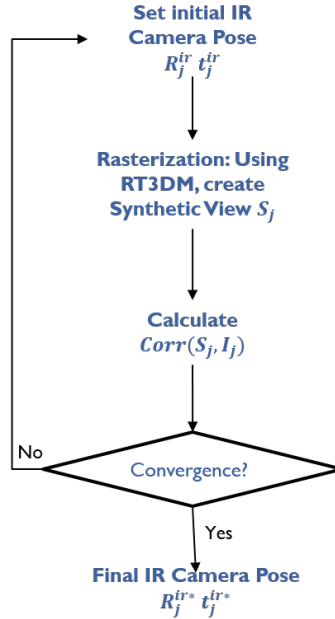 Set initial IR
Camera Pose
R_j^{ir} t_j^{ir}
Rasterization: Using
RT3DM, create
Synthetic View S_j
Calculate
Corr(S_j, I_j)
Convergence?
No
Yes
Final IR Camera Pose
R_j^{ir*} t_j^{ir*}